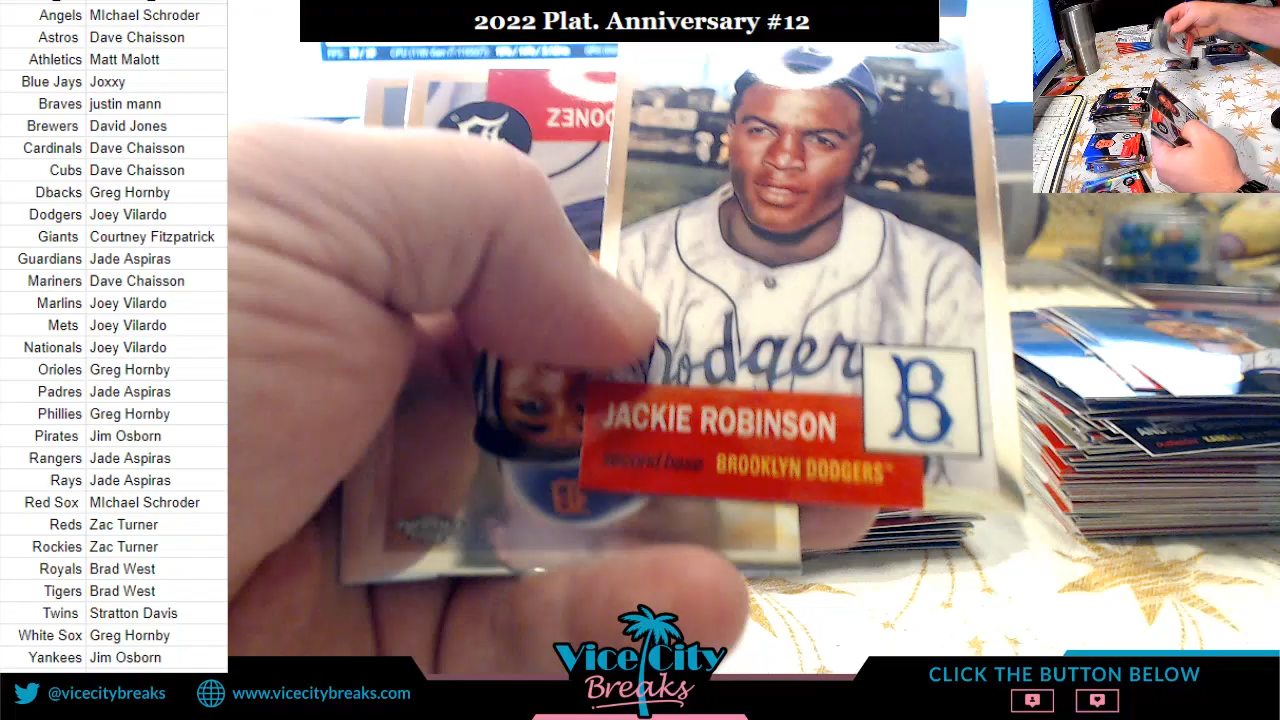 2022 Plat. Anniversary #12
Angels MIchael Schroder
Astros Dave Chaisson
Athletics Matt Malott
Blue Jays Joxxy
Braves justin mann
Brewers David Jones
Cardinals Dave Chaisson
Cubs Dave Chaisson
Dbacks Greg Hornby
Dodgers Joey Vilardo
Giants Courtney Fitzpatrick
Guardians Jade Aspiras
Mariners Dave Chaisson
Marlins Joey Vilardo
Mets Joey Vilardo
Nationals Joey Vilardo
Orioles Greg Hornby
Padres Jade Aspiras
Phillies Greg Hornby
Pirates Jim Osborn
Rangers Jade Aspiras
Rays Jade Aspiras
Red Sox MIchael Schroder
Reds Zac Turner
Rockies Zac Turner
Royals Brad West
Tigers Brad West
Twins Stratton Davis
White Sox Greg Hornby
Yankees Jim Osborn
Dodgers
B
JACKIE ROBINSON
second base BROOKLYN DODGERS™
Vice City
Breaks
@vicecitybreaks
www.vicecitybreaks.com
CLICK THE BUTTON BELOW